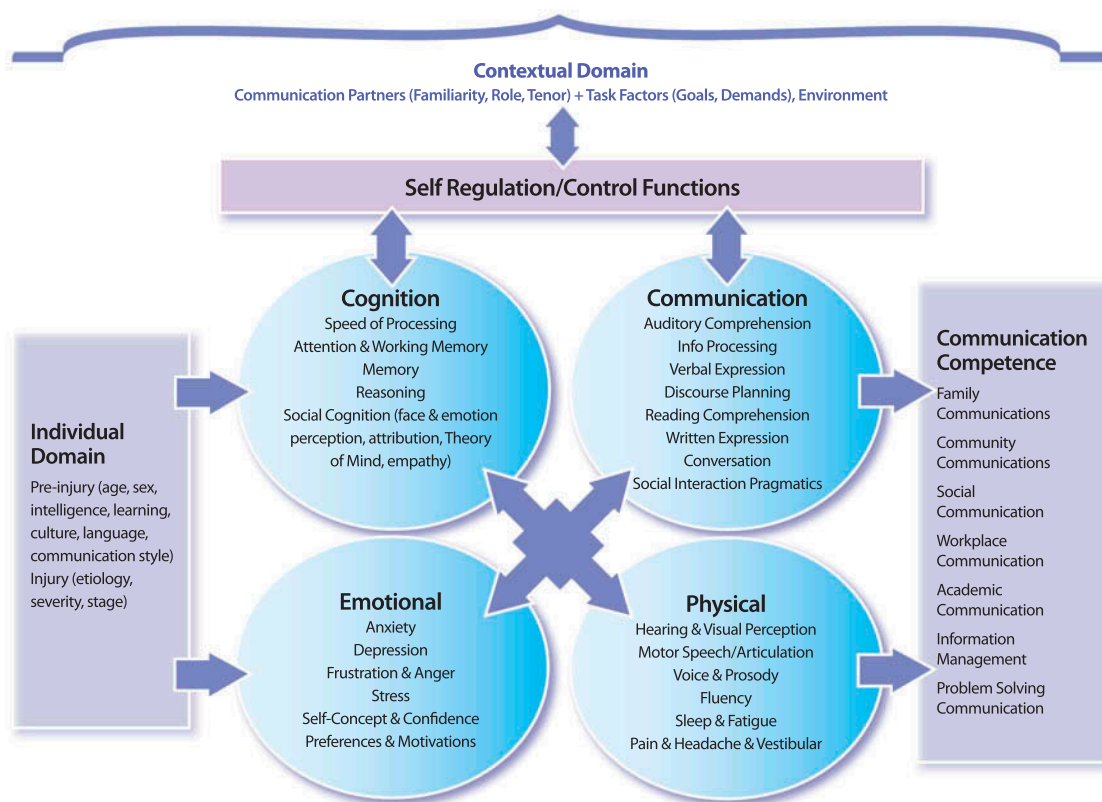 Contextual Domain
Communication Partners (Familiarity, Role, Tenor) + Task Factors (Goals, Demands), Environment
Self Regulation/Control Functions
Individual
Domain
Pre-injury (age, sex,
intelligence, learning,
culture, language,
communication style)
Injury (etiology,
severity, stage)
Cognition
Speed of Processing
Attention & Working Memory
Memory
Reasoning
Social Cognition (face & emotion
perception, attribution, Theory
of Mind, empathy)
Communication
Auditory Comprehension
Info Processing
Verbal Expression
Discourse Planning
Reading Comprehension
Written Expression
Conversation
Social Interaction Pragmatics
Emotional
Anxiety
Depression
Frustration & Anger
Stress
Self-Concept & Confidence
Preferences & Motivations
Physical
Hearing & Visual Perception
Motor Speech/Articulation
Voice & Prosody
Fluency
Sleep & Fatigue
Pain & Headache & Vestibular
Communication
Competence
Family
Communications
Community
Communications
Social
Communication
Workplace
Communication
Academic
Communication
Information
Management
Problem Solving
Communication